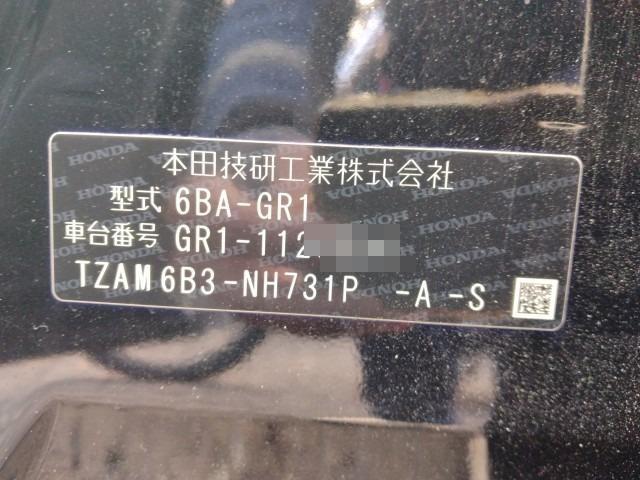 本田技研工業株式会社
型式 6BA-GR1
車台番号 GR1-112
TZAM6B3-NH731P -A -S